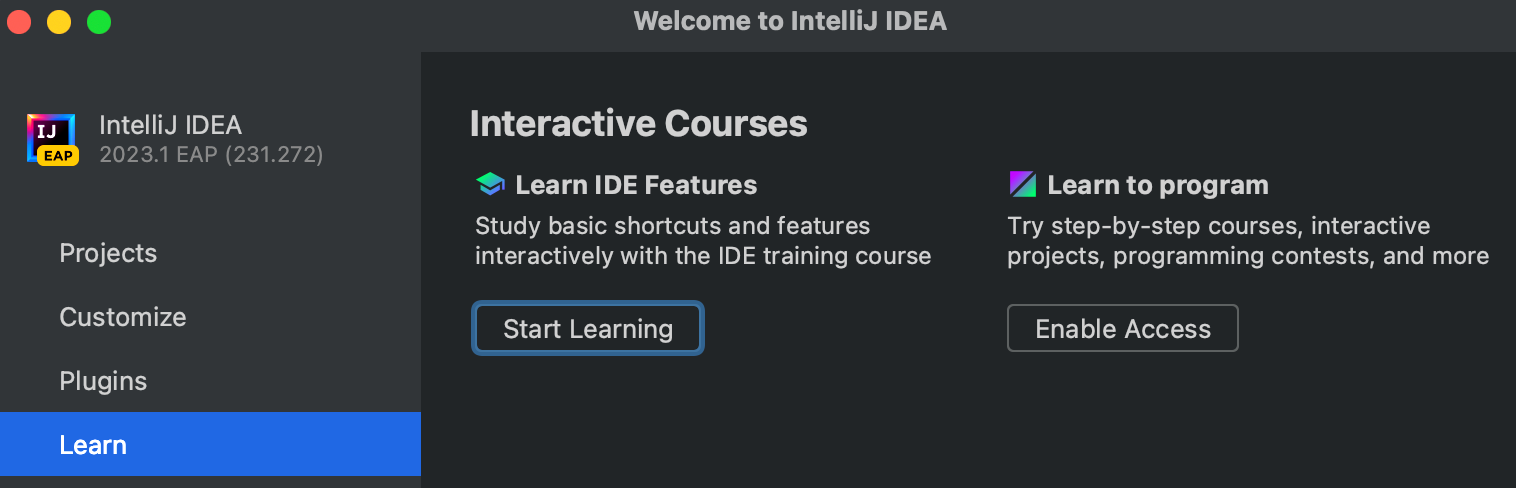 Welcome to IntelliJ IDEA
IJ
EAP
IntelliJ IDEA
2023.1 EAP (231.272)
Projects
Customize
Plugins
Learn
Interactive Courses
Learn IDE Features
Study basic shortcuts and features
interactively with the IDE training course
Start Learning
Learn to program
Try step-by-step courses, interactive
projects, programming contests, and more
Enable Access